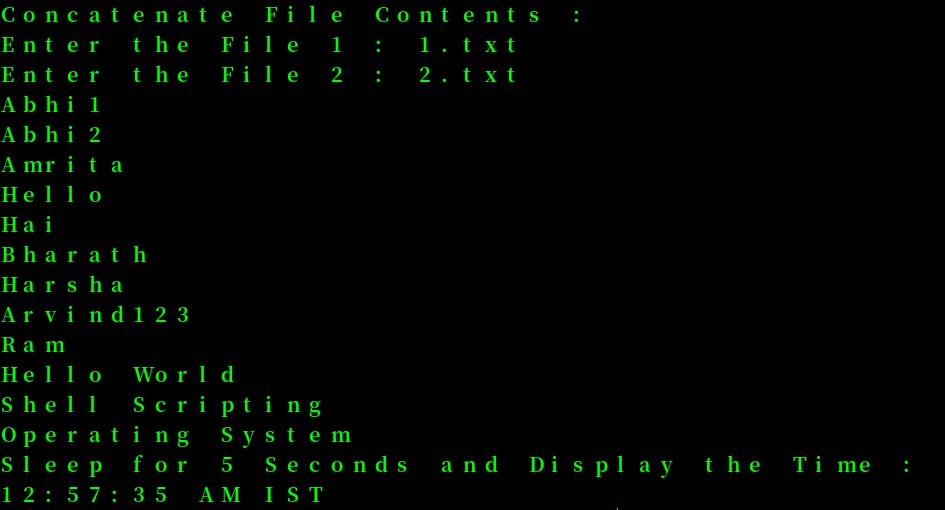 Concatenate File Contents :
Enter the File 1 : 1.txt
Enter the File 2 : 2.txt
Abhi1
Abhi2
Amrita
Hello
Hai
Bharath
Harsha
Arvind123
Ram
Hello World
Shell Scripting
Operating System
Sleep for 5 Seconds and Display the Time :
12:57:35 AM IST